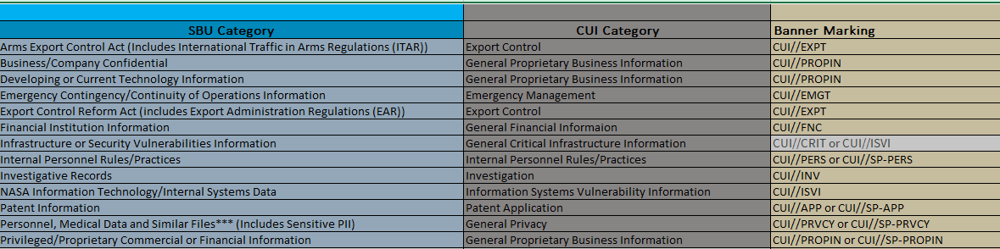 SBU Category CUI Category Banner Marking
Arms Export Control Act (Includes International Traffic in Arms Regulations (ITAR)) Export Control CUI//EXPT
Business/Company Confidential General Proprietary Business Information CUI//PROPIN
Developing or Current Technology Information General Proprietary Business Information CUI//PROPIN
Emergency Contingency/Continuity of Operations Information Emergency Management CUI//EMGT
Export Control Reform Act (includes Export Administration Regulations (EAR)) Export Control CUI//EXPT
Financial Institution Information General Financial Informaion CUI//FNC
Infrastructure or Security Vulnerabilities Information General Critical Infrastructure Information CUI//CRIT or CUI//ISVI
Internal Personnel Rules/Practices Internal Personnel Rules/Practices CUI//PERS or CUI//SP-PERS
Investigative Records Investigation CUI//INV
NASA Information Technology/Internal Systems Data Information Systems Vulnerability Information CUI//ISVI
Patent Information Patent Application CUI//APP or CUI//SP-APP
Personnel, Medical Data and Similar Files*** (Includes Sensitive PII) General Privacy CUI//PRVCY or CUI//SP-PRVCY
Privileged/Proprietary Commercial or Financial Information General Proprietary Business Information CUI//PROPIN or CUI//SP-PROPIN